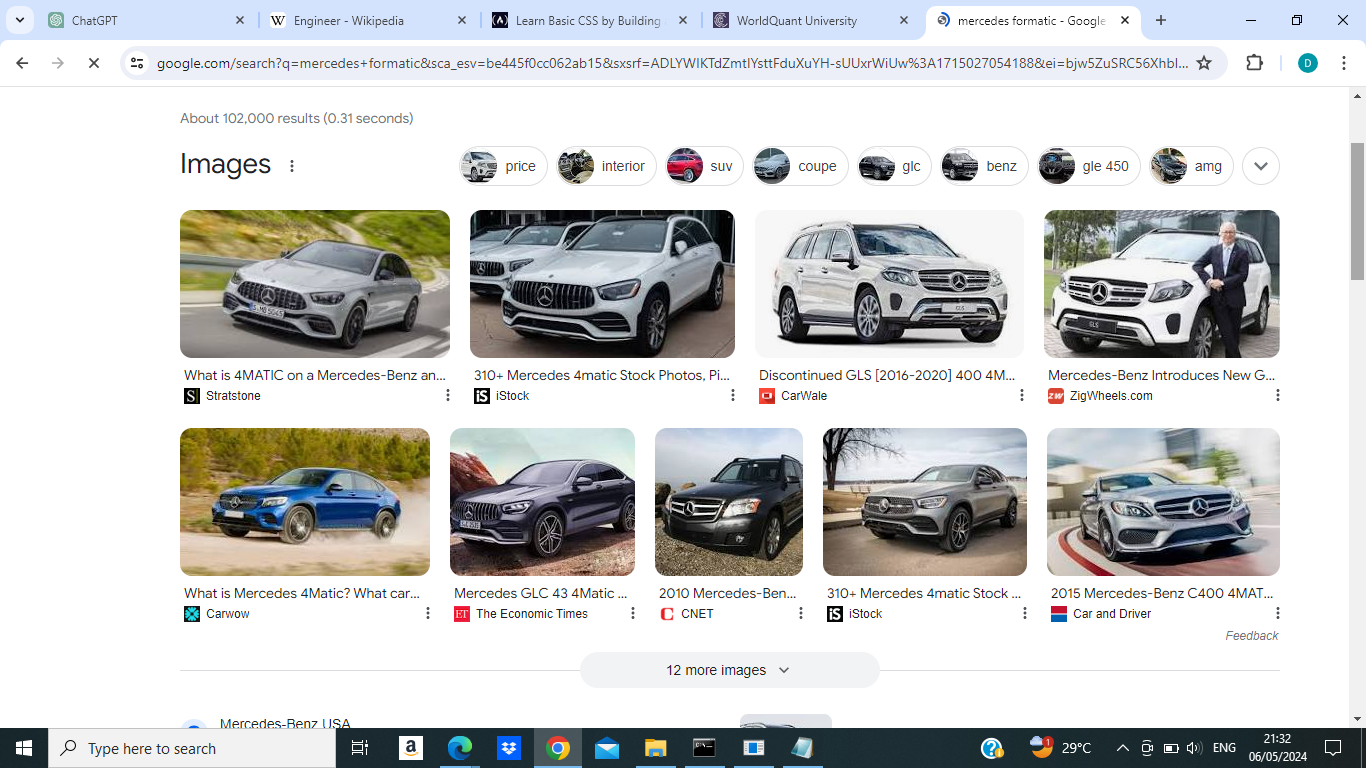 ChatGPT
Engineer - Wikipedia
Learn Basic CSS by Building
WorldQuant University
mercedes formatic - Google
google.com/search?q=mercedes+formatic&sca_esv=be445f0cc062ab15&sxsrf=ADLYWIKTdZmtIYsttFduXuYH-sUUxrWiUw%3A1715027054188&ei=bjw5ZuSRC56Xhbl...
D
About 102,000 results (0.31 seconds)
Images
price
interior
suv
coupe
glc
benz
gle 450
amg
What is 4MATIC on a Mercedes-Benz an...
Stratstone
310+ Mercedes 4matic Stock Photos, Pi...
iStock
Discontinued GLS [2016-2020] 400 4M...
CarWale
Mercedes-Benz Introduces New G...
ZigWheels.com
What is Mercedes 4Matic? What car...
Carwow
Mercedes GLC 43 4Matic ...
The Economic Times
2010 Mercedes-Ben...
CNET
310+ Mercedes 4matic Stock ...
iStock
2015 Mercedes-Benz C400 4MAT...
Car and Driver
Feedback
12 more images
Mercedes-Benz USA
Type here to search
29°C
ENG
21:32
06/05/2024